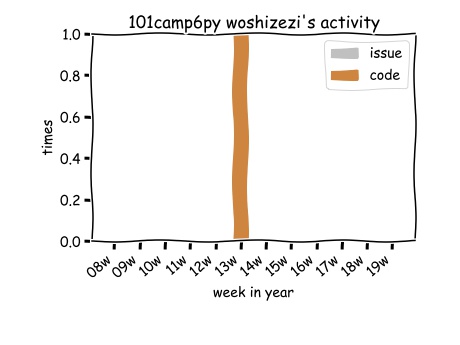 101camp6py woshizezi's activity
issue
code
times
1.0
0.8
0.6
0.4
0.2
0.0
08w
09w
10w
11w
12w
13w
14w
15w
16w
17w
18w
19w
week in year